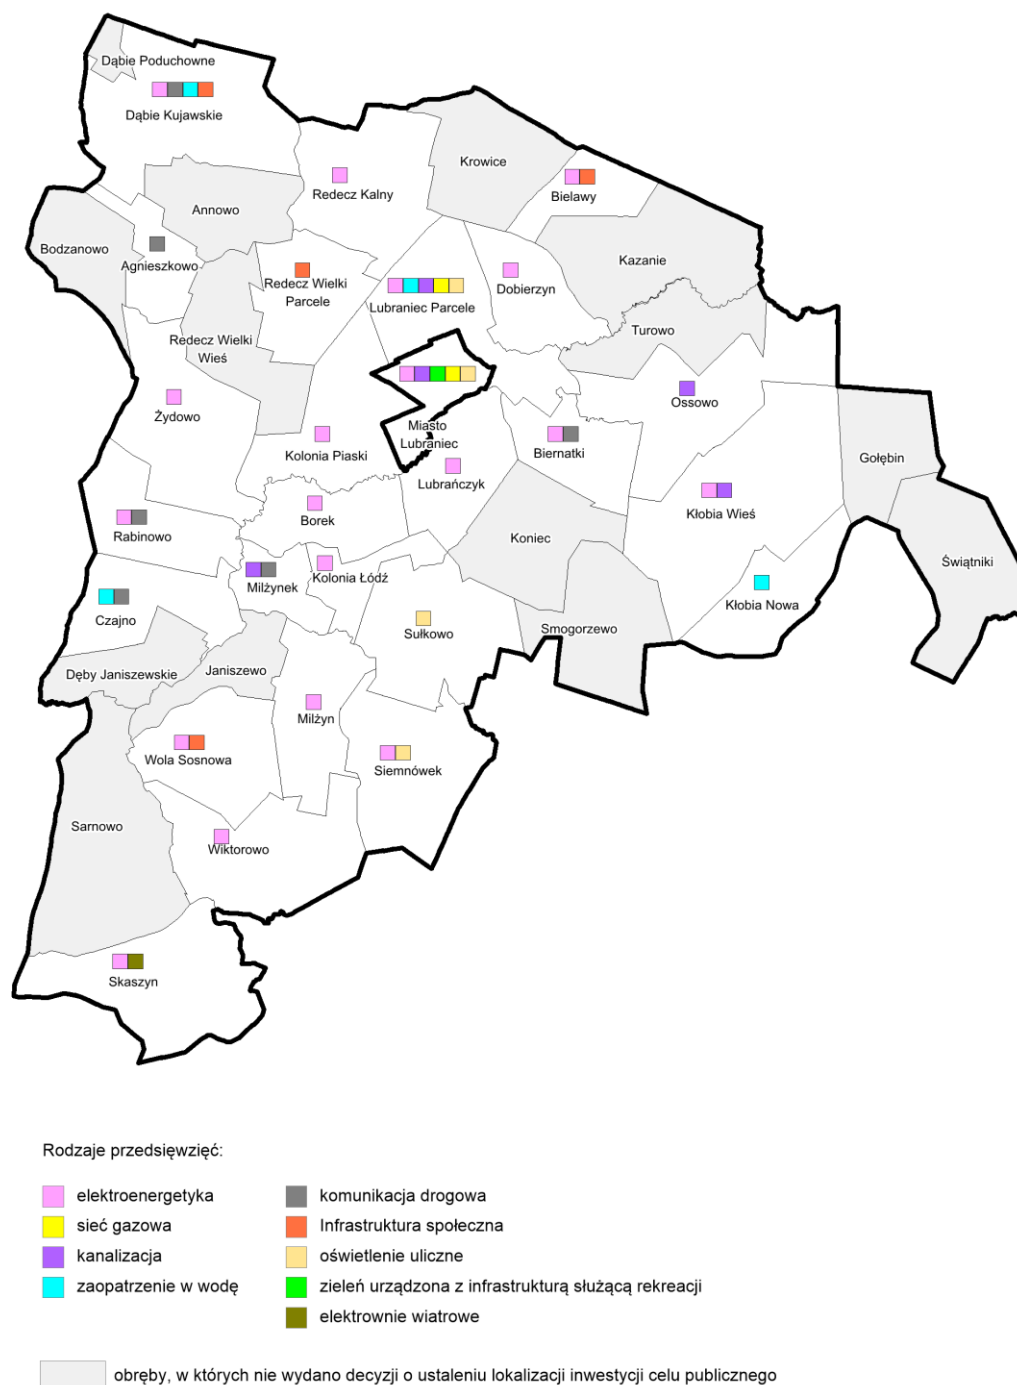 Dąbie Poduchowne
Dąbie Kujawskie
Krowice
Redecz Kalny
Bielawy
Annowo
Bodzanowo
Agnieszkowo
Kazanie
Redecz Wielki
Parcele
Dobierzyn
Lubraniec Parcele
Turowo
Redecz Wielki
Wieś
Ossowo
Żydowo
Miasto
Lubraniec
Kolonia Piaski
Biernatki
Gołębin
Lubrańczyk
Kłobia Wieś
Borek
Rabinowo
Koniec
Świątniki
Kolonia Łódź
Milżynek
Kłobia Nowa
Czajno
Sułkowo
Smogorzewo
Dęby Janiszewskie
Janiszewo
Milżyn
Wola Sosnowa
Siemnówek
Sarnowo
Wiktorowo
Skaszyn
Rodzaje przedsięwzięć:
elektroenergetyka
sieć gazowa
kanalizacja
zaopatrzenie w wodę
komunikacja drogowa
Infrastruktura społeczna
oświetlenie uliczne
zieleń urządzona z infrastrukturą służącą rekreacji
elektrownie wiatrowe
obręby, w których nie wydano decyzji o ustaleniu lokalizacji inwestycji celu publicznego